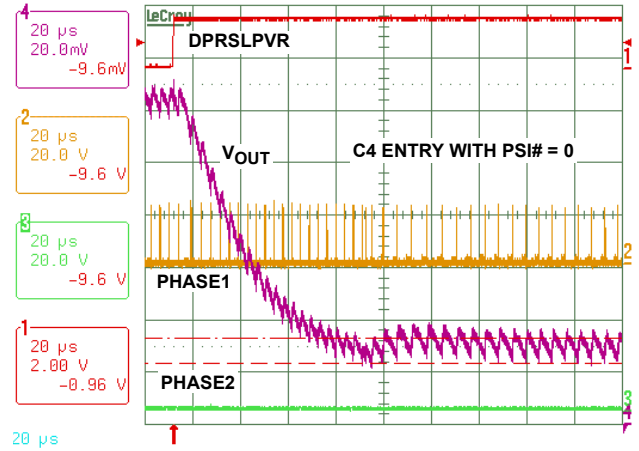 4
20 µs
20.0mV
-9.6mV
2
20 µs
20.0 V
-9.6 V
3
20 µs
20.0 V
-9.6 V
1
20 µs
2.00 V
-0.96 V
20 µs
LeCroy
DPRSLPVR
1
VOUT
C4 ENTRY WITH PSI# = 0
2
PHASE1
PHASE2
3